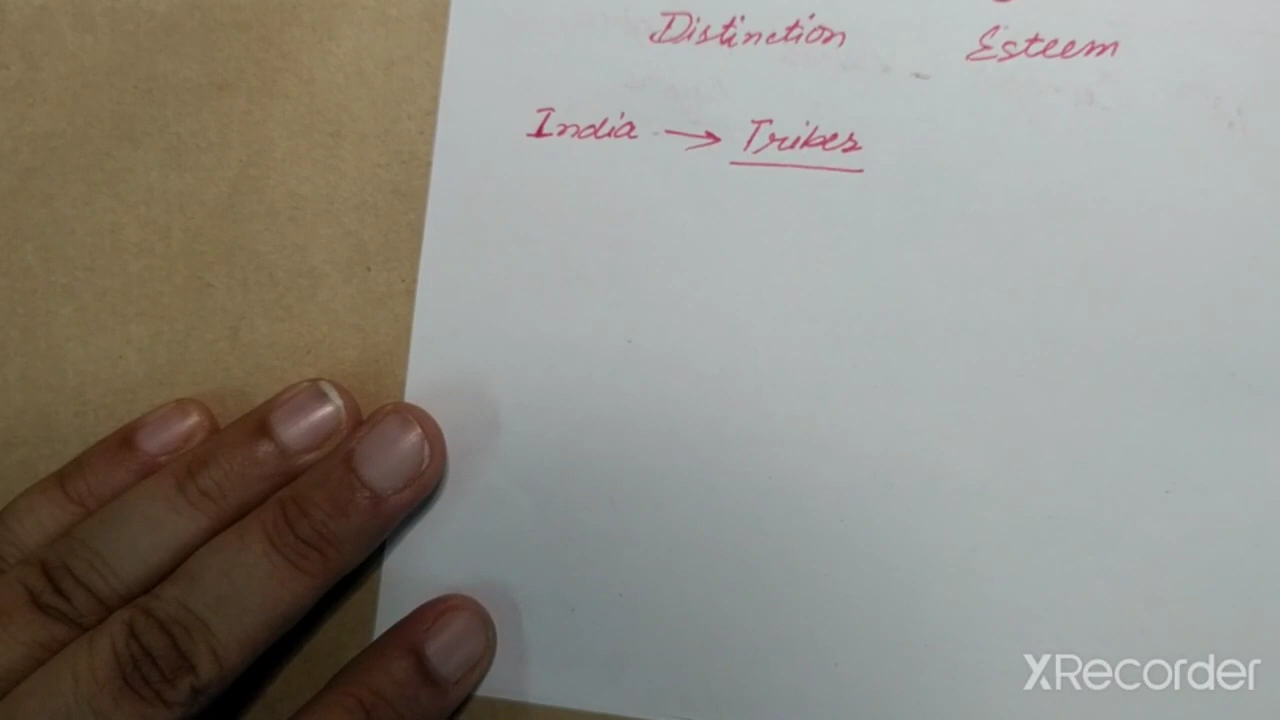 Distinction Esteem
India → Tribes
XRecorder